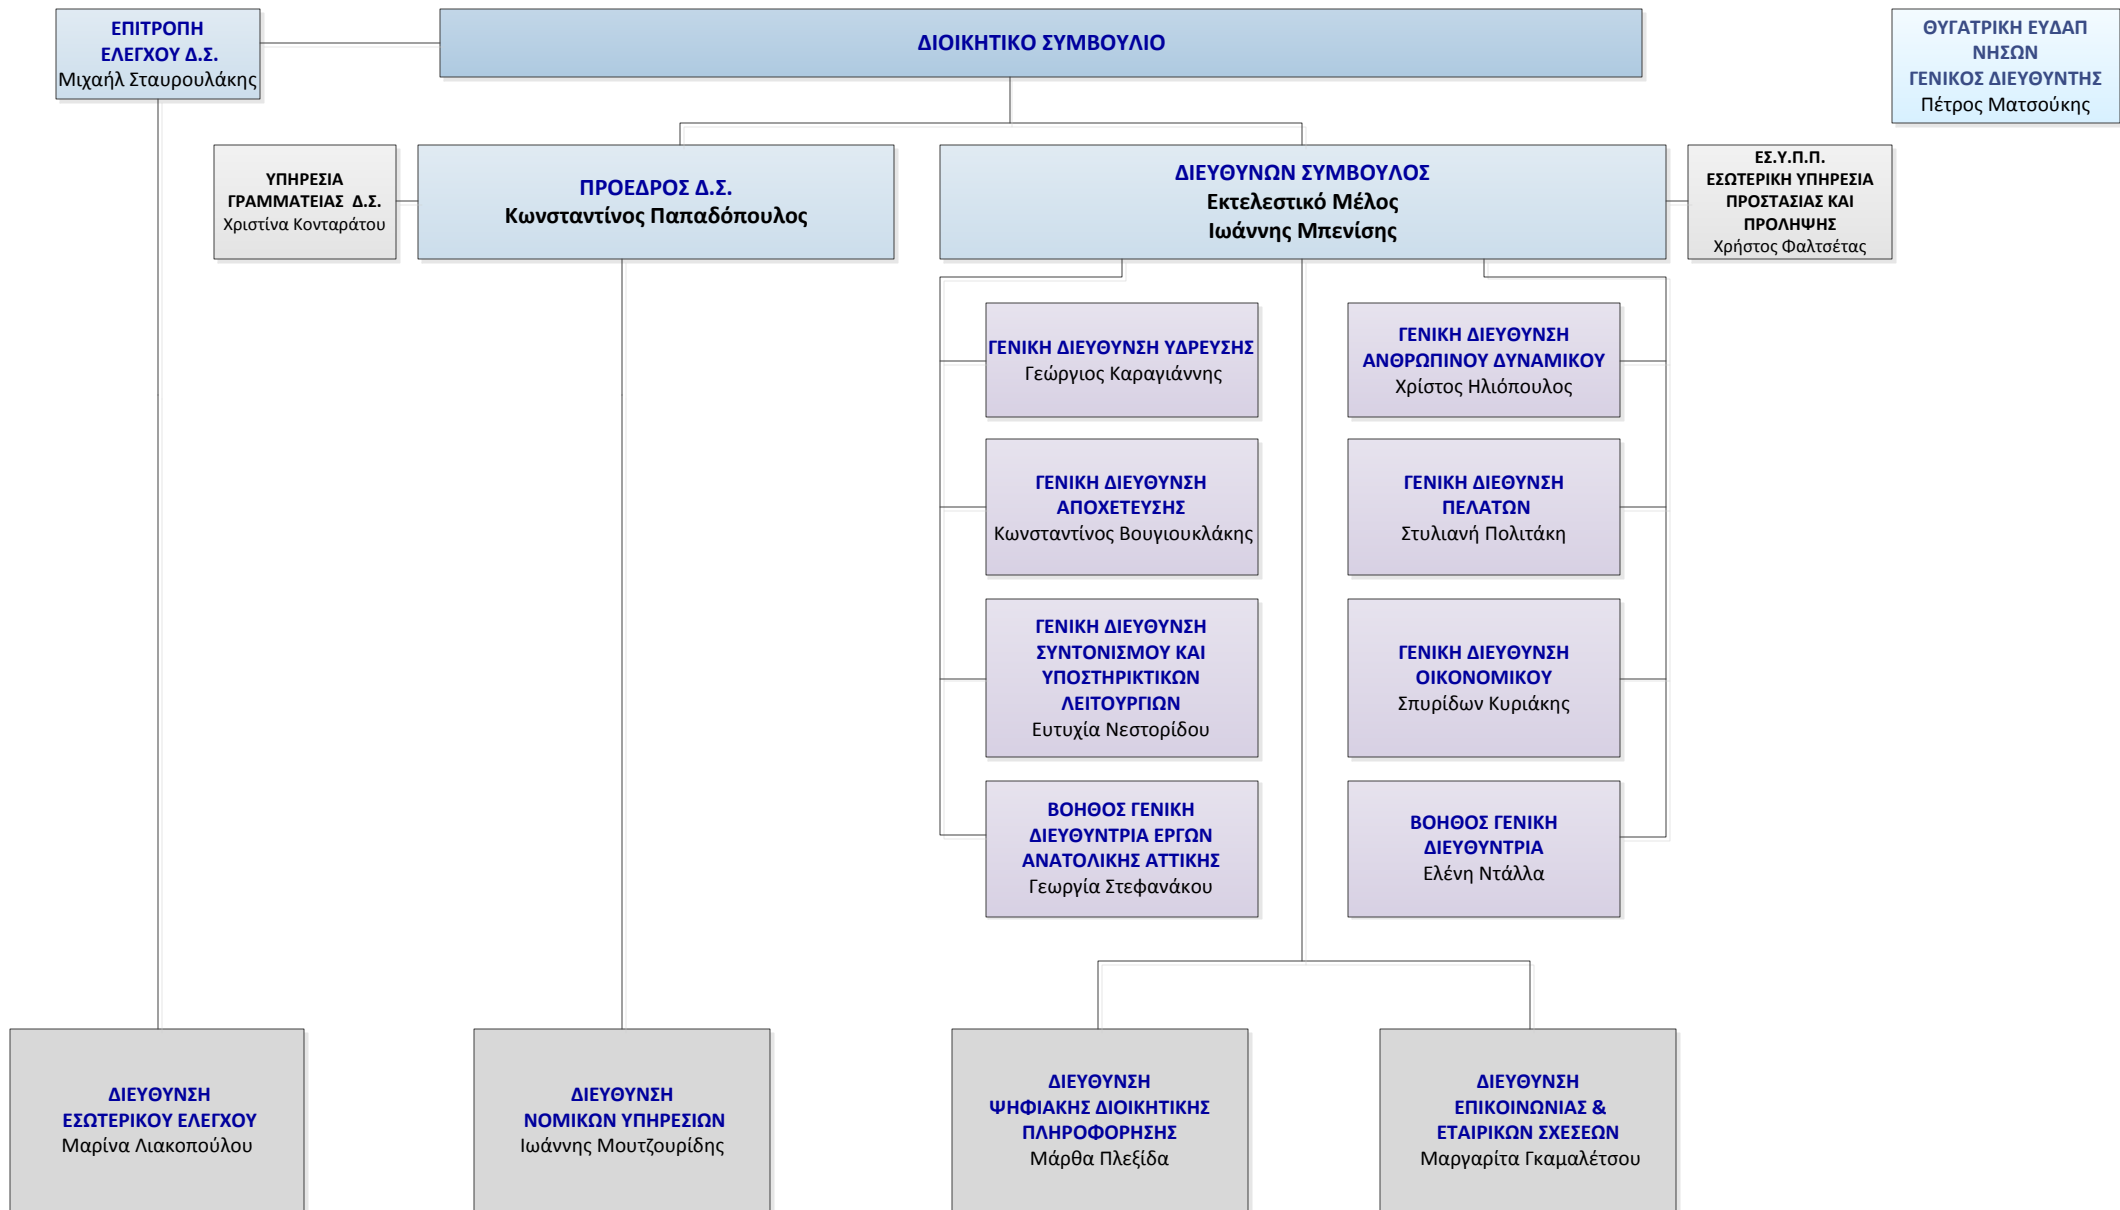 ΕΠΙΤΡΟΠΗ
ΕΛΕΓΧΟΥ Δ.Σ.
Μιχαήλ Σταυρουλάκης
ΔΙΟΙΚΗΤΙΚΟ ΣΥΜΒΟΥΛΙΟ
ΘΥΓΑΤΡΙΚΗ ΕΥΔΑΠ
ΝΗΣΩΝ
ΓΕΝΙΚΟΣ ΔΙΕΥΘΥΝΤΗΣ
Πέτρος Ματσούκης
ΥΠΗΡΕΣΙΑ
ΓΡΑΜΜΑΤΕΙΑΣ Δ.Σ.
Χριστίνα Κονταράτου
ΠΡΟΕΔΡΟΣ Δ.Σ.
Κωνσταντίνος Παπαδόπουλος
ΔΙΕΥΘΥΝΩΝ ΣΥΜΒΟΥΛΟΣ
Εκτελεστικό Μέλος
Ιωάννης Μπενίσης
ΕΣ.Υ.Π.Π.
ΕΣΩΤΕΡΙΚΗ ΥΠΗΡΕΣΙΑ
ΠΡΟΣΤΑΣΙΑΣ ΚΑΙ
ΠΡΟΛΗΨΗΣ
Χρήστος Φαλτσέτας
ΓΕΝΙΚΗ ΔΙΕΥΘΥΝΣΗ ΥΔΡΕΥΣΗΣ
Γεώργιος Καραγιάννης
ΓΕΝΙΚΗ ΔΙΕΥΘΥΝΣΗ
ΑΝΘΡΩΠΙΝΟΥ ΔΥΝΑΜΙΚΟΥ
Χρίστος Ηλιόπουλος
ΓΕΝΙΚΗ ΔΙΕΥΘΥΝΣΗ
ΑΠΟΧΕΤΕΥΣΗΣ
Κωνσταντίνος Βουγιουκλάκης
ΓΕΝΙΚΗ ΔΙΕΘΥΝΣΗ
ΠΕΛΑΤΩΝ
Στυλιανή Πολιτάκη
ΓΕΝΙΚΗ ΔΙΕΥΘΥΝΣΗ
ΣΥΝΤΟΝΙΣΜΟΥ ΚΑΙ
ΥΠΟΣΤΗΡΙΚΤΙΚΩΝ
ΛΕΙΤΟΥΡΓΙΩΝ
Ευτυχία Νεστορίδου
ΓΕΝΙΚΗ ΔΙΕΥΘΥΝΣΗ
ΟΙΚΟΝΟΜΙΚΟΥ
Σπυρίδων Κυριάκης
ΒΟΗΘΟΣ ΓΕΝΙΚΗ
ΔΙΕΥΘΥΝΤΡΙΑ ΕΡΓΩΝ
ΑΝΑΤΟΛΙΚΗΣ ΑΤΤΙΚΗΣ
Γεωργία Στεφανάκου
ΒΟΗΘΟΣ ΓΕΝΙΚΗ
ΔΙΕΥΘΥΝΤΡΙΑ
Ελένη Ντάλλα
ΔΙΕΥΘΥΝΣΗ
ΕΣΩΤΕΡΙΚΟΥ ΕΛΕΓΧΟΥ
Μαρίνα Λιακοπούλου
ΔΙΕΥΘΥΝΣΗ
ΝΟΜΙΚΩΝ ΥΠΗΡΕΣΙΩΝ
Ιωάννης Μουτζουρίδης
ΔΙΕΥΘΥΝΣΗ
ΨΗΦΙΑΚΗΣ ΔΙΟΙΚΗΤΙΚΗΣ
ΠΛΗΡΟΦΟΡΗΣΗΣ
Μάρθα Πλεξίδα
ΔΙΕΥΘΥΝΣΗ
ΕΠΙΚΟΙΝΩΝΙΑΣ &
ΕΤΑΙΡΙΚΩΝ ΣΧΕΣΕΩΝ
Μαργαρίτα Γκαμαλέτσου